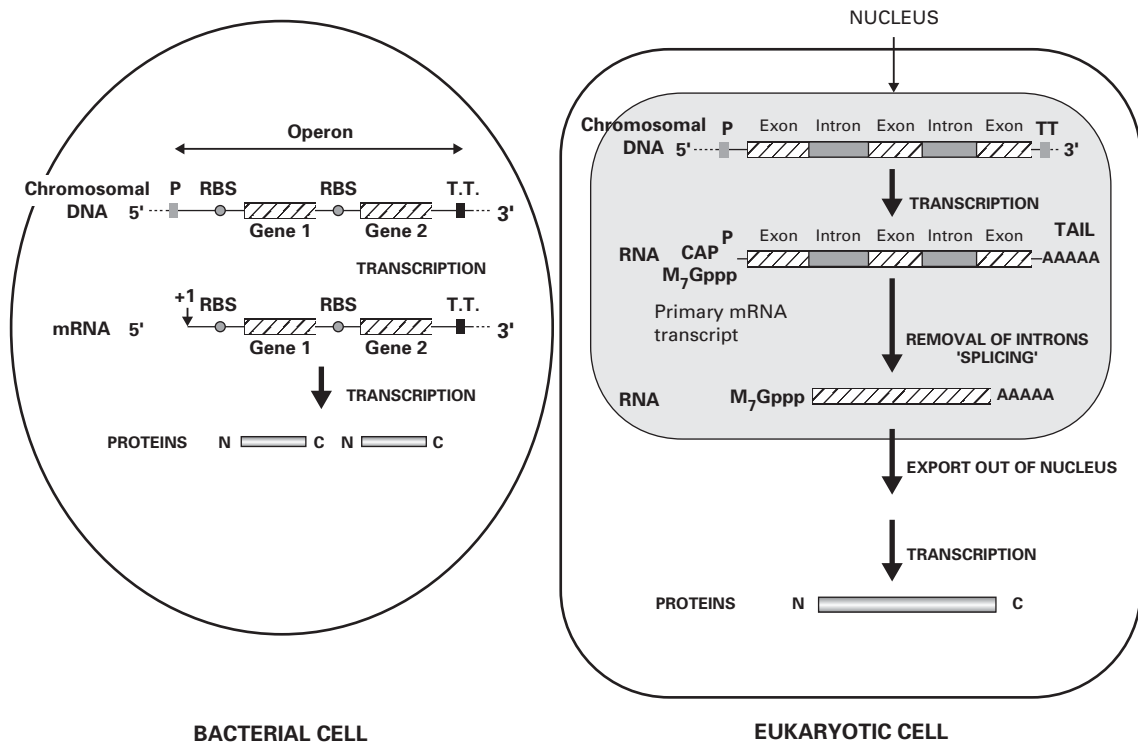 NUCLEUS
Operon
Chromosomal
DNA 5' P RBS RBS T.T. 3'
Gene 1 Gene 2
TRANSCRIPTION
+1 RBS RBS T.T.
mRNA 5' 3'
Gene 1 Gene 2
TRANSCRIPTION
PROTEINS N C N C
BACTERIAL CELL
Chromosomal P Exon Intron Exon Intron Exon TT
DNA 5' 3'
TRANSCRIPTION
P Exon Intron Exon Intron Exon TAIL
RNA CAP AAAAA
M7Gppp
Primary mRNA
transcript
REMOVAL OF INTRONS
'SPLICING'
RNA M7Gppp AAAAA
EXPORT OUT OF NUCLEUS
TRANSCRIPTION
PROTEINS N C
EUKARYOTIC CELL